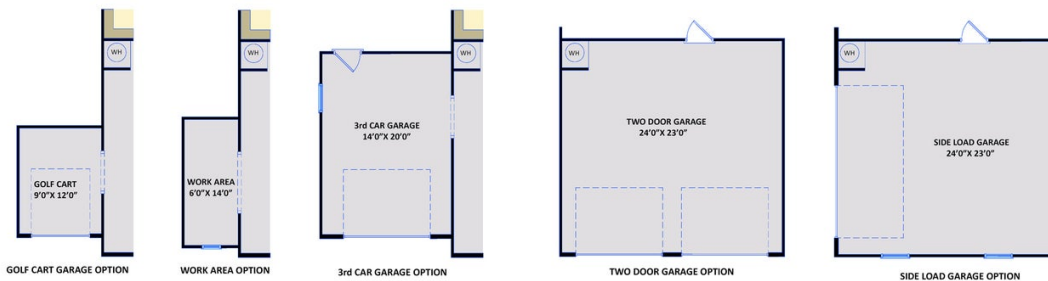 WH
GOLF CART
9'0"X 12'0"
GOLF CART GARAGE OPTION
WH
WORK AREA
6'0"X 14'0"
WORK AREA OPTION
WH
3rd CAR GARAGE
14'0"X 20'0"
3rd CAR GARAGE OPTION
WH
TWO DOOR GARAGE
24'0"X 23'0"
TWO DOOR GARAGE OPTION
WH
SIDE LOAD GARAGE
24'0"X 23'0"
SIDE LOAD GARAGE OPTION